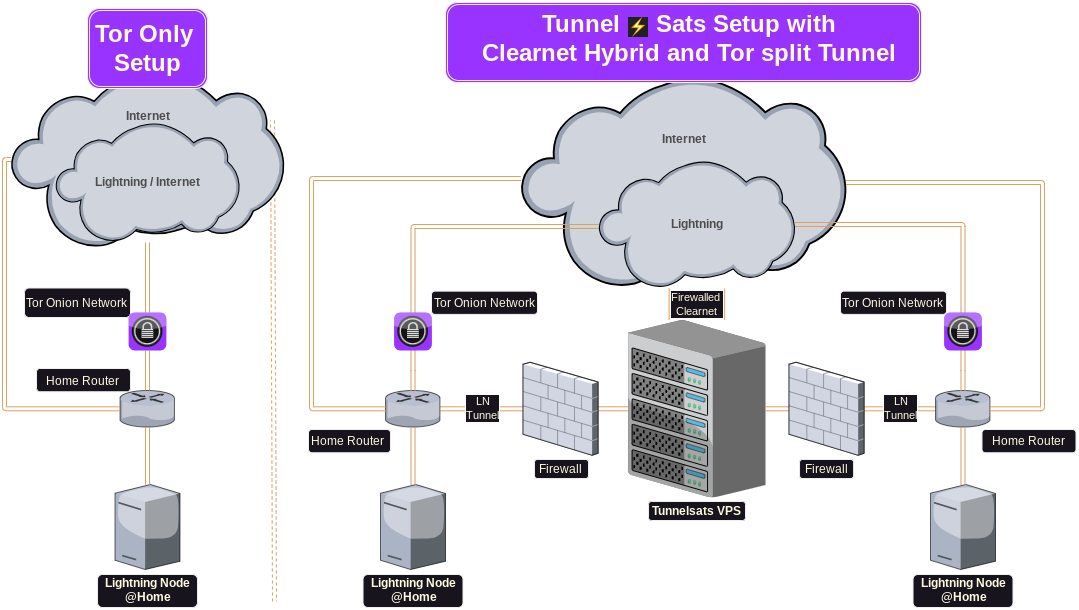 Tor Only
Setup
Internet
Lightning / Internet
Tor Onion Network
Home Router
Lightning Node
@Home
Tunnel ⚡ Sats Setup with
Clearnet Hybrid and Tor split Tunnel
Internet
Lightning
Tor Onion Network
Firewalled
Clearnet
Tor Onion Network
LN
Tunnel
LN
Tunnel
Home Router
Firewall
Firewall
Home Router
Tunnelsats VPS
Lightning Node
@Home
Lightning Node
@Home